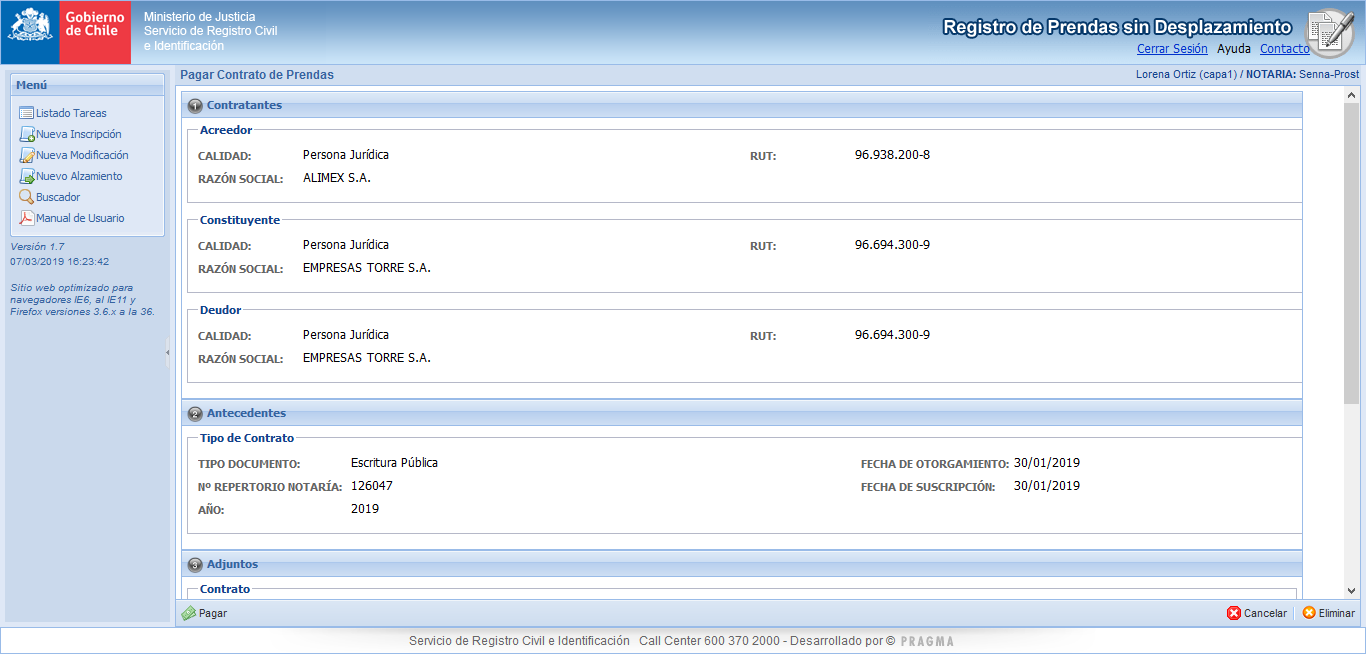 Gobierno
de Chile
Ministerio de Justicia
Servicio de Registro Civil
e Identificación
Registro de Prendas sin Desplazamiento
Cerrar Sesión Ayuda Contacto
Menú
Listado Tareas
Nueva Inscripción
Nueva Modificación
Nuevo Alzamiento
Buscador
Manual de Usuario
Versión 1.7
07/03/2019 16:23:42
Sitio web optimizado para
navegadores IE6, al IE11 y
Firefox versiones 3.6.x a la 36.
Pagar Contrato de Prendas
Lorena Ortiz (capa1) / NOTARIA: Senna-Prost
1 Contratantes
Acreedor
CALIDAD: Persona Jurídica RUT: 96.938.200-8
RAZÓN SOCIAL: ALIMEX S.A.
Constituyente
CALIDAD: Persona Jurídica RUT: 96.694.300-9
RAZÓN SOCIAL: EMPRESAS TORRE S.A.
Deudor
CALIDAD: Persona Jurídica RUT: 96.694.300-9
RAZÓN SOCIAL: EMPRESAS TORRE S.A.
2 Antecedentes
Tipo de Contrato
TIPO DOCUMENTO: Escritura Pública FECHA DE OTORGAMIENTO: 30/01/2019
Nº REPERTORIO NOTARÍA: 126047 FECHA DE SUSCRIPCIÓN: 30/01/2019
AÑO: 2019
3 Adjuntos
Contrato
Pagar Cancelar Eliminar
Servicio de Registro Civil e Identificación Call Center 600 370 2000 - Desarrollado por © PRAGMA